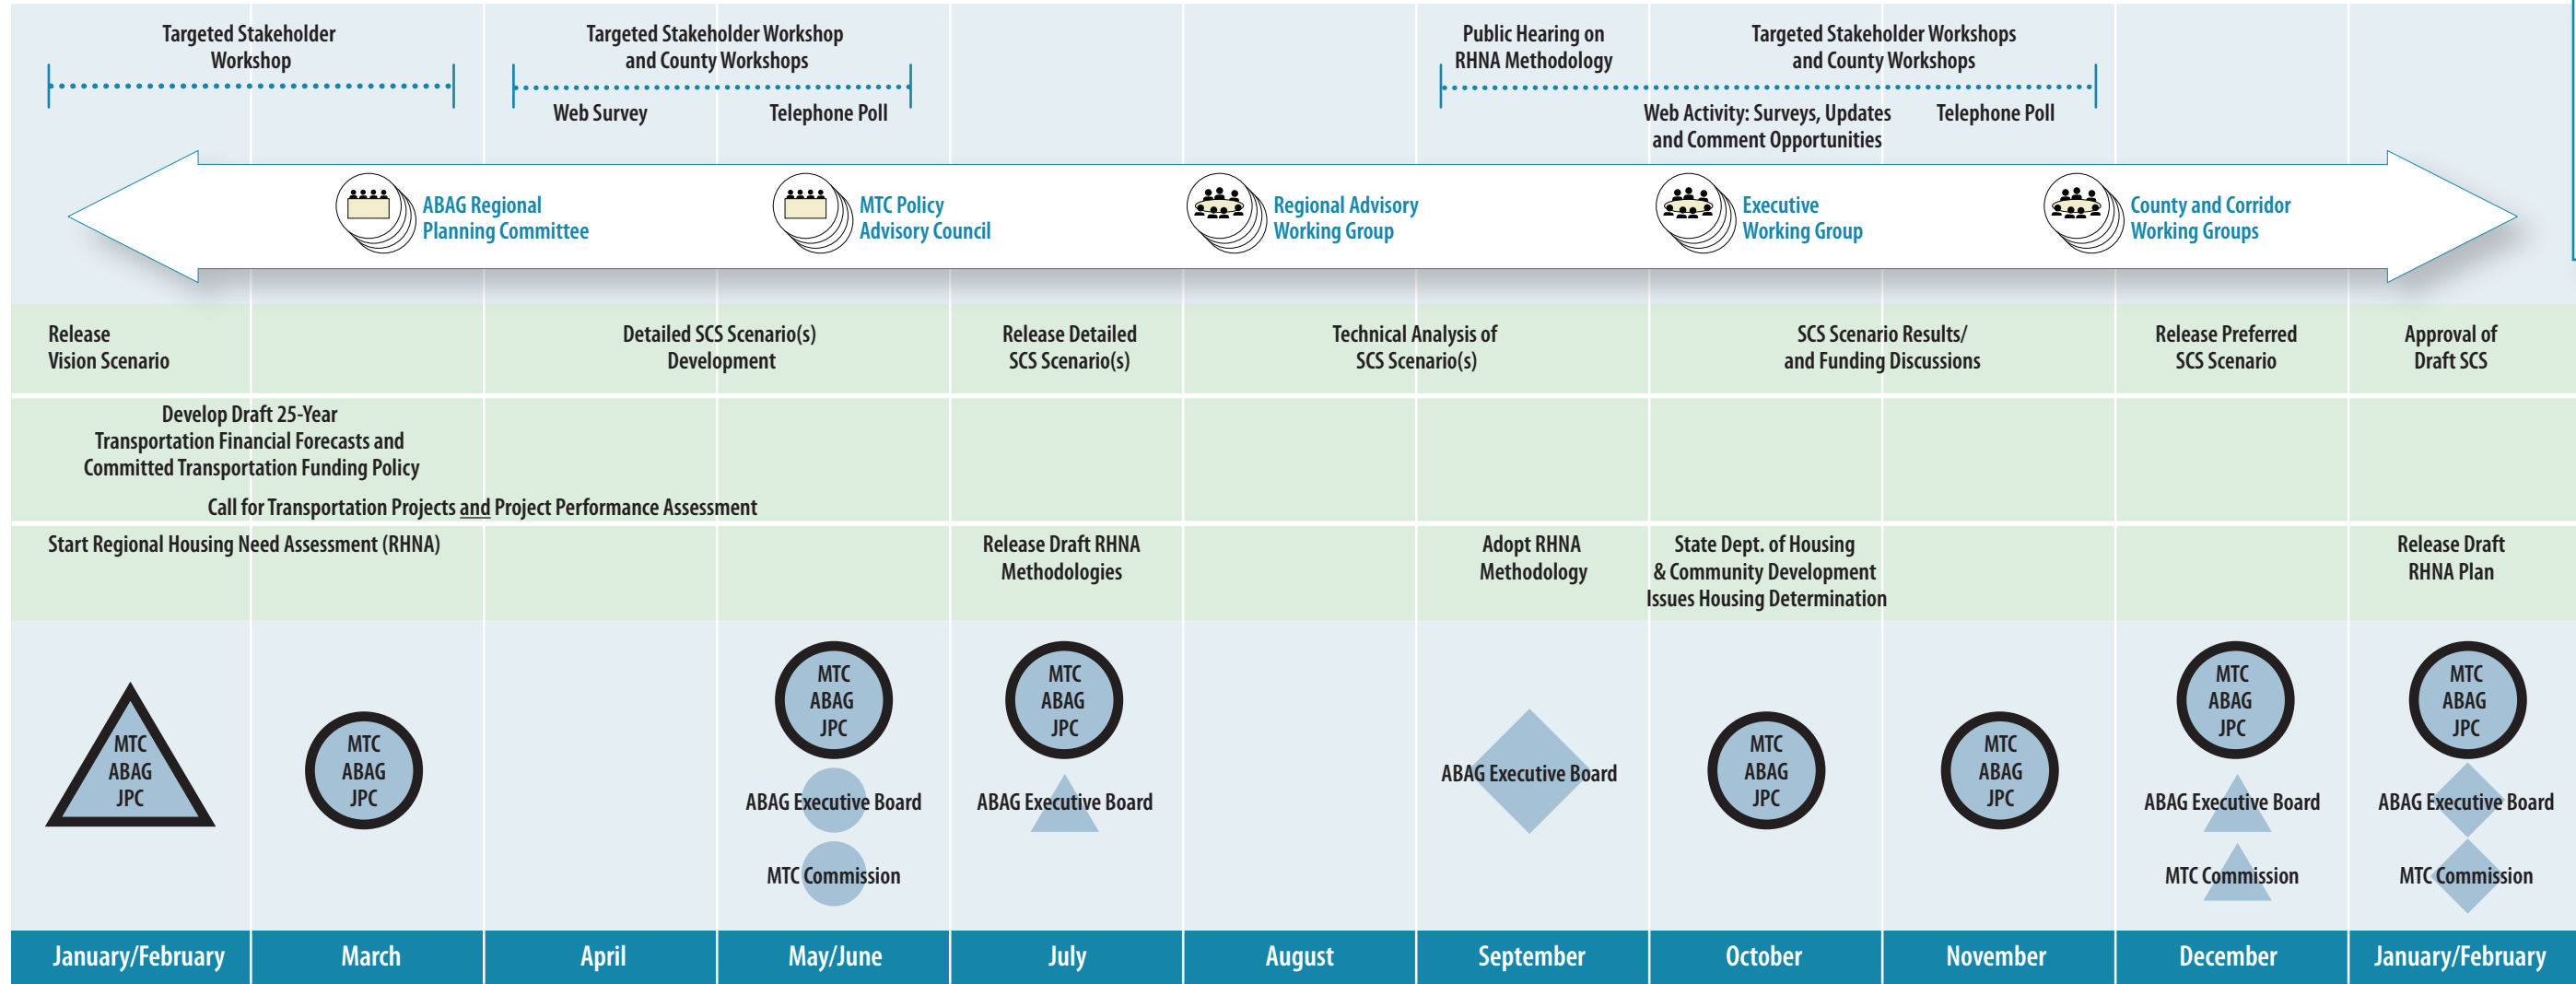 Targeted Stakeholder
Workshop
Targeted Stakeholder Workshop
and County Workshops
Web Survey
Telephone Poll
Public Hearing on
RHNA Methodology
Targeted Stakeholder Workshops
and County Workshops
Web Activity: Surveys, Updates
and Comment Opportunities
Telephone Poll
ABAG Regional
Planning Committee
MTC Policy
Advisory Council
Regional Advisory
Working Group
Executive
Working Group
County and Corridor
Working Groups
Release
Vision Scenario
Detailed SCS Scenario(s)
Development
Release Detailed
SCS Scenario(s)
Technical Analysis of
SCS Scenario(s)
SCS Scenario Results/
and Funding Discussions
Release Preferred
SCS Scenario
Approval of
Draft SCS
Develop Draft 25-Year
Transportation Financial Forecasts and
Committed Transportation Funding Policy
Call for Transportation Projects and Project Performance Assessment
Start Regional Housing Need Assessment (RHNA)
Release Draft RHNA
Methodologies
Adopt RHNA
Methodology
State Dept. of Housing
& Community Development
Issues Housing Determination
Release Draft
RHNA Plan
MTC
ABAG
JPC
MTC
ABAG
JPC
MTC
ABAG
JPC
ABAG Executive Board
MTC Commission
MTC
ABAG
JPC
ABAG Executive Board
ABAG Executive Board
MTC
ABAG
JPC
MTC
ABAG
JPC
MTC
ABAG
JPC
ABAG Executive Board
MTC Commission
MTC
ABAG
JPC
ABAG Executive Board
MTC Commission
January/February
March
April
May/June
July
August
September
October
November
December
January/February